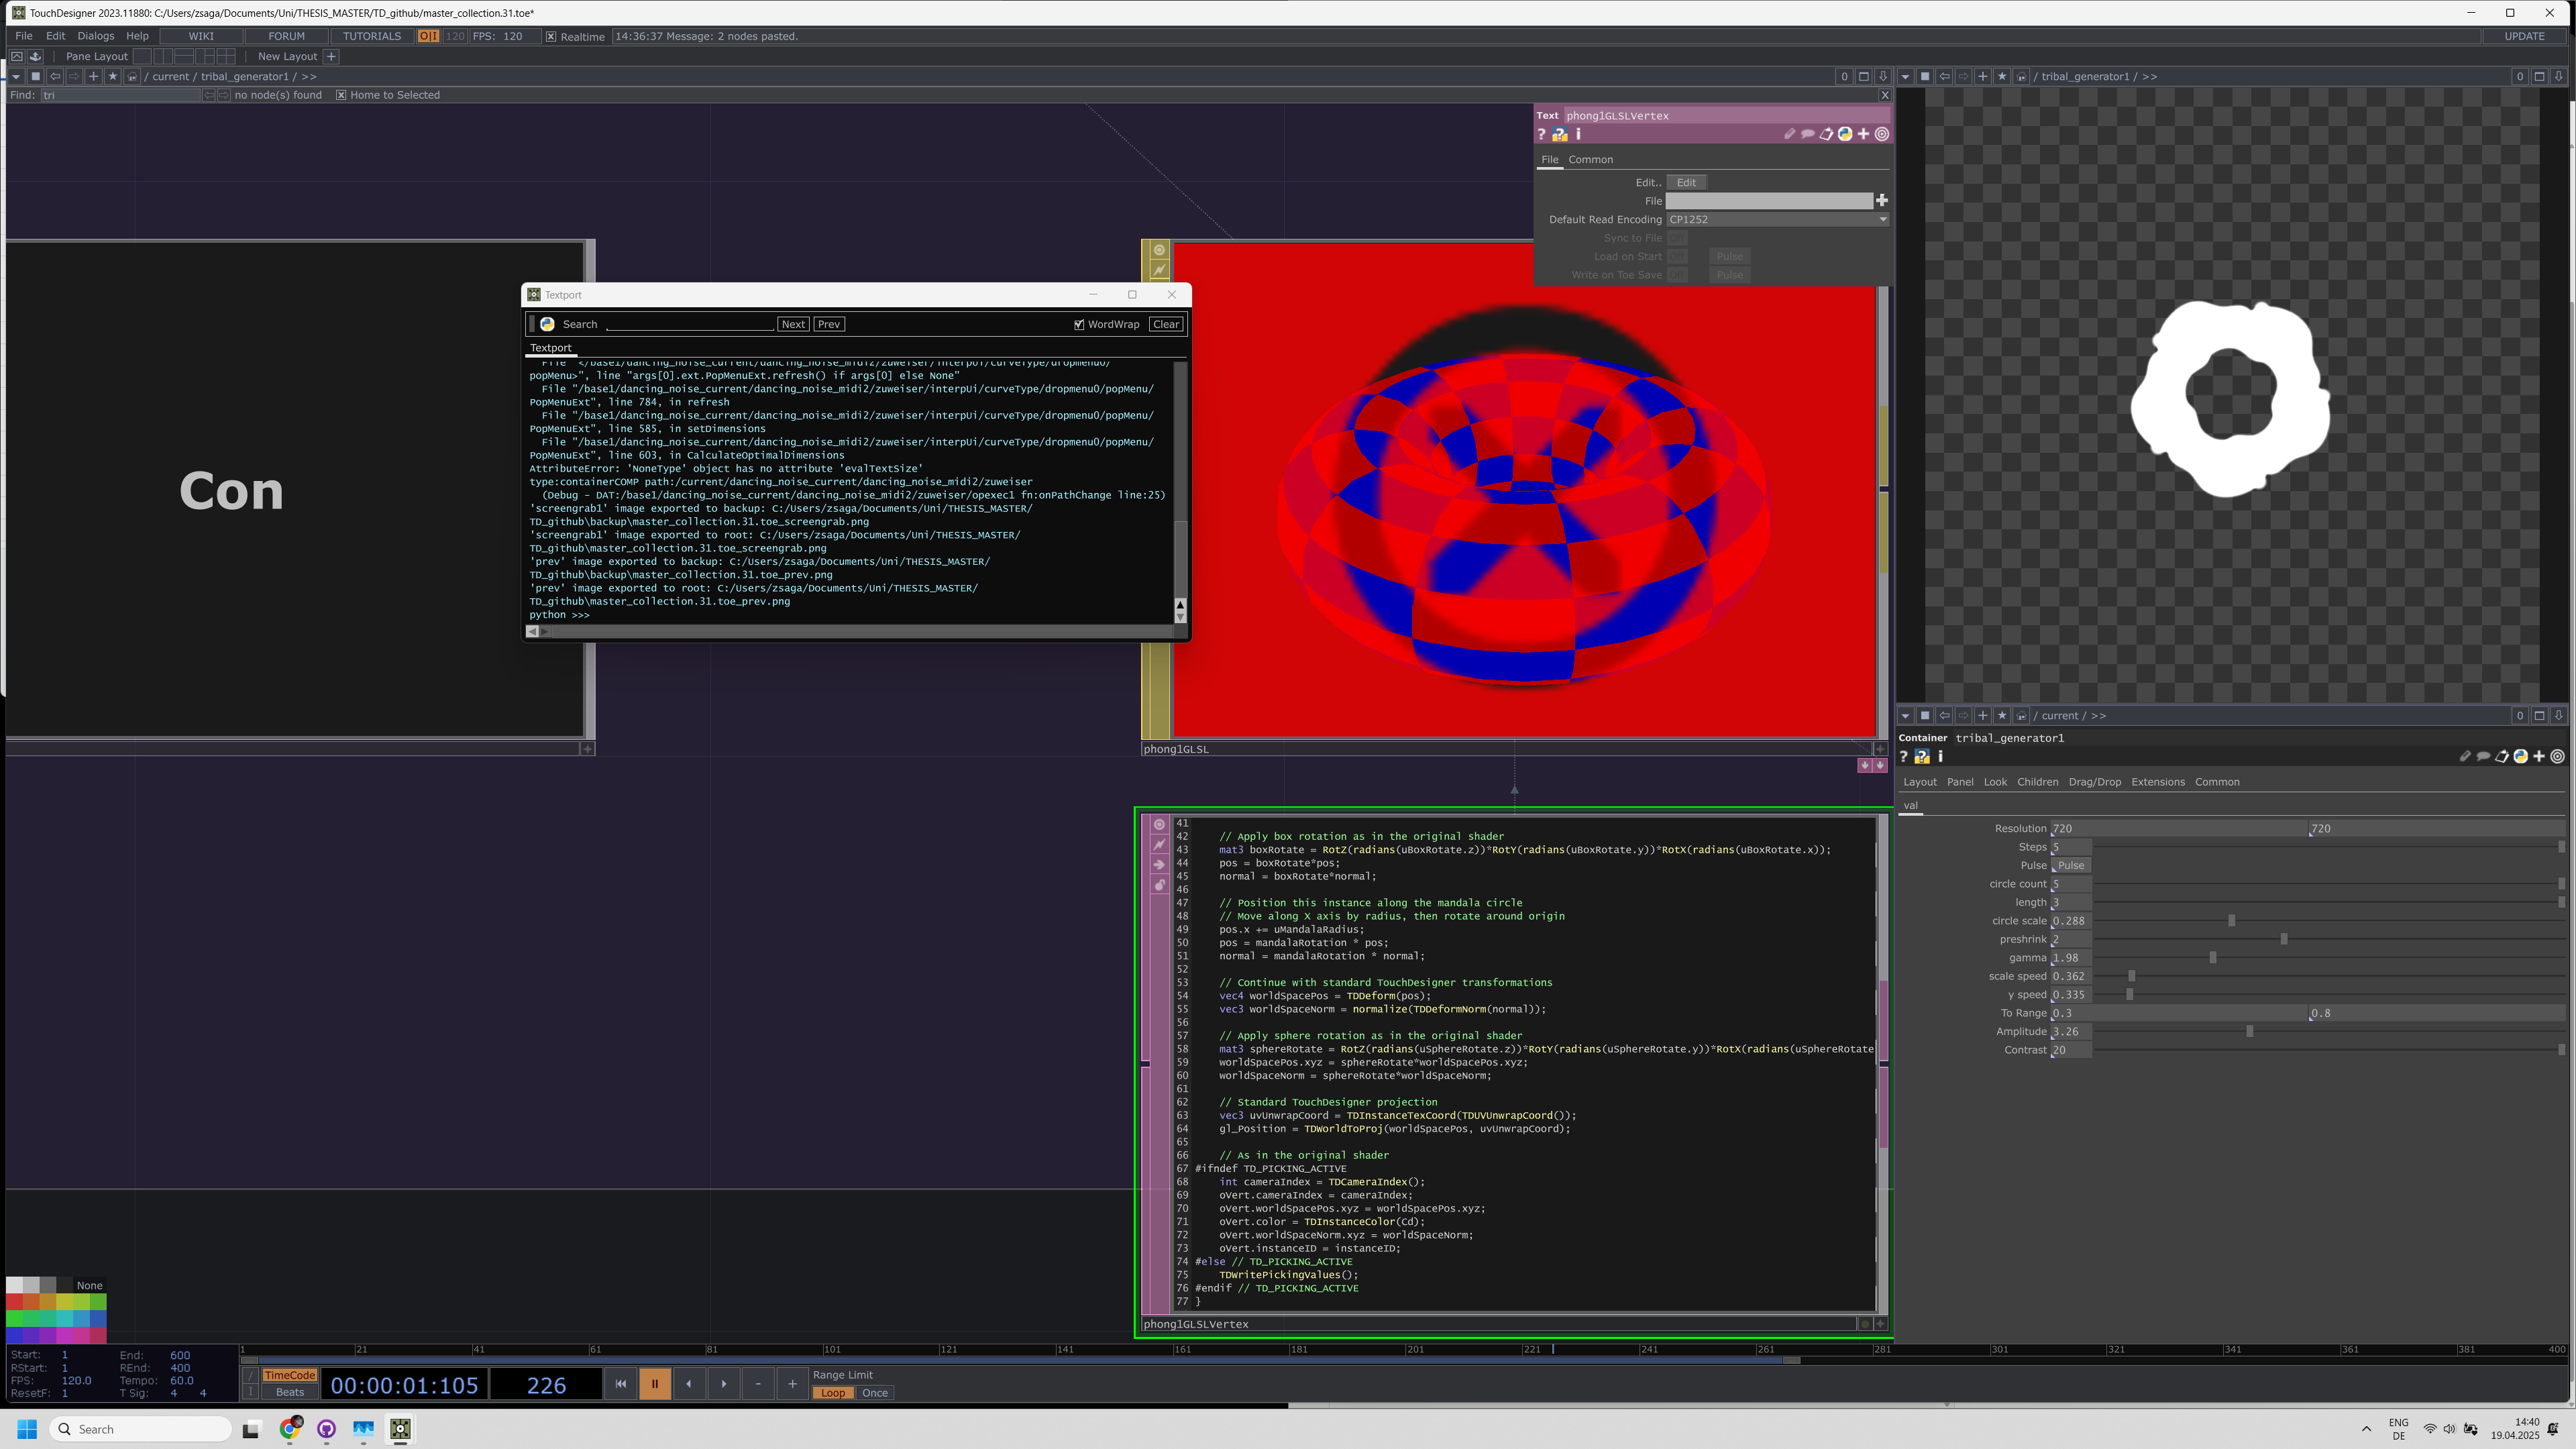 TouchDesigner 2023.11880: C:/Users/zsaga/Documents/Uni/THESIS_MASTER/TD_github/master_collection.31.toe*
File Edit Dialogs Help WIKI FORUM TUTORIALS O|I 120 FPS: 120 Realtime 14:36:37 Message: 2 nodes pasted. UPDATE
Pane Layout New Layout +
/ current / tribal_generator1 / >> 0
Find: tri no node(s) found Home to Selected X
Con
Textport
Search Next Prev WordWrap Clear
Textport
File "</base1/dancing_noise_current/dancing_noise_midi2/zuweiser/interpUi/curveType/dropmenu0/
popMenu>", line "args[0].ext.PopMenuExt.refresh() if args[0] else None"
File "/base1/dancing_noise_current/dancing_noise_midi2/zuweiser/interpUi/curveType/dropmenu0/popMenu/
PopMenuExt", line 784, in refresh
File "/base1/dancing_noise_current/dancing_noise_midi2/zuweiser/interpUi/curveType/dropmenu0/popMenu/
PopMenuExt", line 585, in setDimensions
File "/base1/dancing_noise_current/dancing_noise_midi2/zuweiser/interpUi/curveType/dropmenu0/popMenu/
PopMenuExt", line 603, in CalculateOptimalDimensions
AttributeError: 'NoneType' object has no attribute 'evalTextSize'
type:containerCOMP path:/current/dancing_noise_current/dancing_noise_midi2/zuweiser
(Debug - DAT:/base1/dancing_noise_current/dancing_noise_midi2/zuweiser/opexec1 fn:onPathChange line:25)
'screengrab1' image exported to backup: C:/Users/zsaga/Documents/Uni/THESIS_MASTER/
TD_github\backup\master_collection.31.toe_screengrab.png
'screengrab1' image exported to root: C:/Users/zsaga/Documents/Uni/THESIS_MASTER/
TD_github\master_collection.31.toe_screengrab.png
'prev' image exported to backup: C:/Users/zsaga/Documents/Uni/THESIS_MASTER/
TD_github\backup\master_collection.31.toe_prev.png
'prev' image exported to root: C:/Users/zsaga/Documents/Uni/THESIS_MASTER/
TD_github\master_collection.31.toe_prev.png
python >>>
Text phong1GLSLVertex
? ? i
File Common
Edit.. Edit
File
Default Read Encoding CP1252
Sync to File Off
Load on Start Off Pulse
Write on Toe Save Off Pulse
phong1GLSL
41
42 // Apply box rotation as in the original shader
43 mat3 boxRotate = RotZ(radians(uBoxRotate.z))*RotY(radians(uBoxRotate.y))*RotX(radians(uBoxRotate.x));
44 pos = boxRotate*pos;
45 normal = boxRotate*normal;
46
47 // Position this instance along the mandala circle
48 // Move along X axis by radius, then rotate around origin
49 pos.x += uMandalaRadius;
50 pos = mandalaRotation * pos;
51 normal = mandalaRotation * normal;
52
53 // Continue with standard TouchDesigner transformations
54 vec4 worldSpacePos = TDDeform(pos);
55 vec3 worldSpaceNorm = normalize(TDDeformNorm(normal));
56
57 // Apply sphere rotation as in the original shader
58 mat3 sphereRotate = RotZ(radians(uSphereRotate.z))*RotY(radians(uSphereRotate.y))*RotX(radians(uSphereRotate
59 worldSpacePos.xyz = sphereRotate*worldSpacePos.xyz;
60 worldSpaceNorm = sphereRotate*worldSpaceNorm;
61
62 // Standard TouchDesigner projection
63 vec3 uvUnwrapCoord = TDInstanceTexCoord(TDUVUnwrapCoord());
64 gl_Position = TDWorldToProj(worldSpacePos, uvUnwrapCoord);
65
66 // As in the original shader
67 #ifndef TD_PICKING_ACTIVE
68 int cameraIndex = TDCameraIndex();
69 oVert.cameraIndex = cameraIndex;
70 oVert.worldSpacePos.xyz = worldSpacePos.xyz;
71 oVert.color = TDInstanceColor(Cd);
72 oVert.worldSpaceNorm.xyz = worldSpaceNorm;
73 oVert.instanceID = instanceID;
74 #else // TD_PICKING_ACTIVE
75 TDWritePickingValues();
76 #endif // TD_PICKING_ACTIVE
77 }
phong1GLSLVertex
/ tribal_generator1 / >> 0
/ current / >> 0
Container tribal_generator1
? ? i
Layout Panel Look Children Drag/Drop Extensions Common
val
Resolution 720 720
Steps 5
Pulse Pulse
circle count 5
length 3
circle scale 0.288
preshrink 2
gamma 1.98
scale speed 0.362
y speed 0.335
To Range 0.3 0.8
Amplitude 3.26
Contrast 20
None
1 21 41 61 81 101 121 141 161 181 201 221 241 261 281 301 321 341 361 381 400
Start: 1 End: 600
RStart: 1 REnd: 400
FPS: 120.0 Tempo: 60.0
ResetF: 1 T Sig: 4 4
TimeCode
Beats
00:00:01:105 226
Range Limit
Loop Once
Search
ENG
DE
14:40
19.04.2025